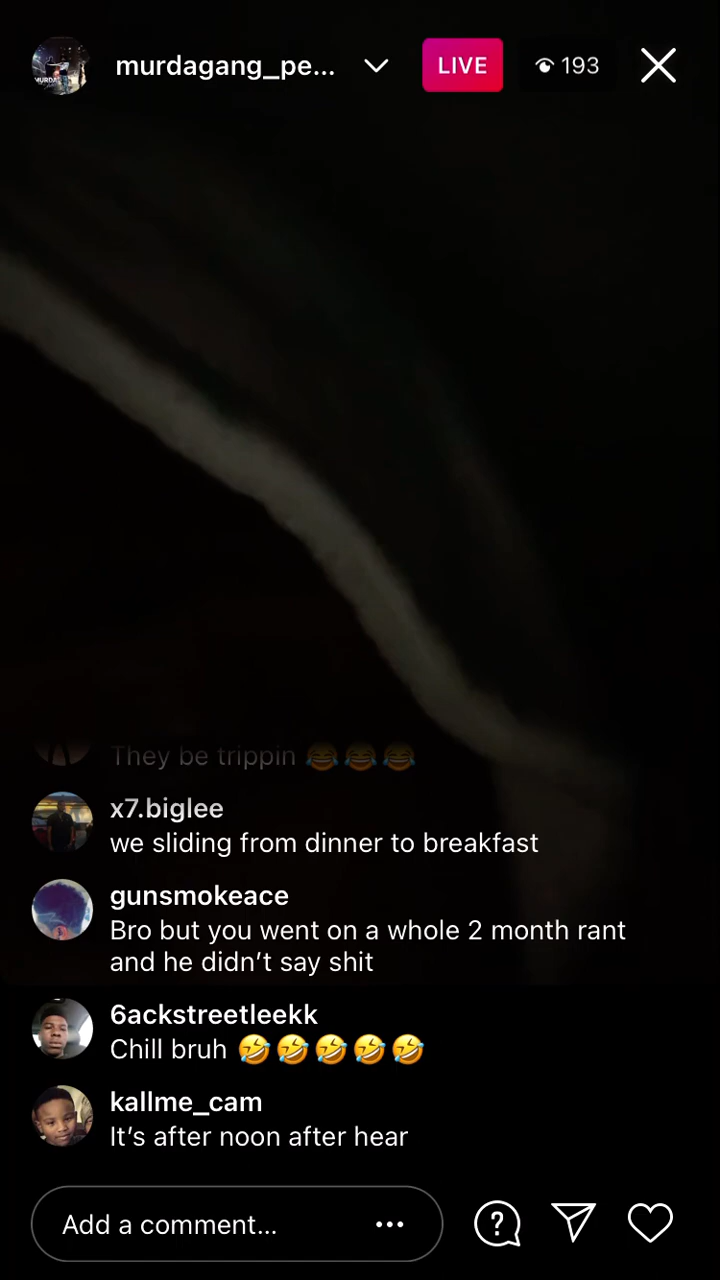 murdagang_pe...
LIVE
193
They be trippin 😂😂😂
x7.biglee
we sliding from dinner to breakfast
gunsmokeace
Bro but you went on a whole 2 month rant
and he didn’t say shit
6ackstreetleekk
Chill bruh 🤣🤣🤣🤣🤣
kallme_cam
It’s after noon after hear
Add a comment...